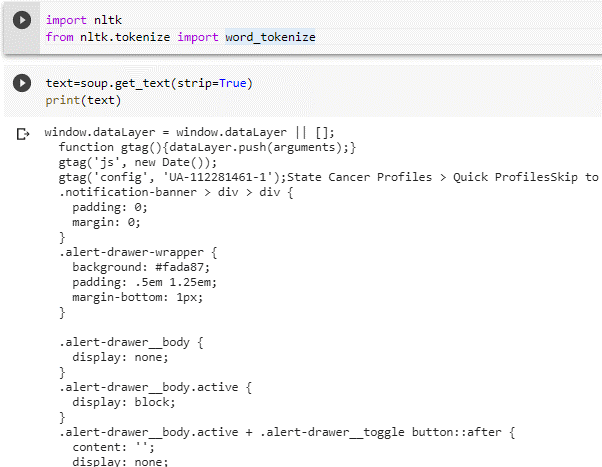 import nltk
from nltk.tokenize import word_tokenize
text=soup.get_text(strip=True)
print(text)
window.dataLayer = window.dataLayer || [];
  function gtag(){dataLayer.push(arguments);}
  gtag('js', new Date());
  gtag('config', 'UA-112281461-1');State Cancer Profiles > Quick ProfilesSkip to
  .notification-banner > div > div {
    padding: 0;
    margin: 0;
  }
  .alert-drawer-wrapper {
    background: #fada87;
    padding: .5em 1.25em;
    margin-bottom: 1px;
  }
  .alert-drawer__body {
    display: none;
  }
  .alert-drawer__body.active {
    display: block;
  }
  .alert-drawer__body.active + .alert-drawer__toggle button::after {
    content: '';
    display: none;